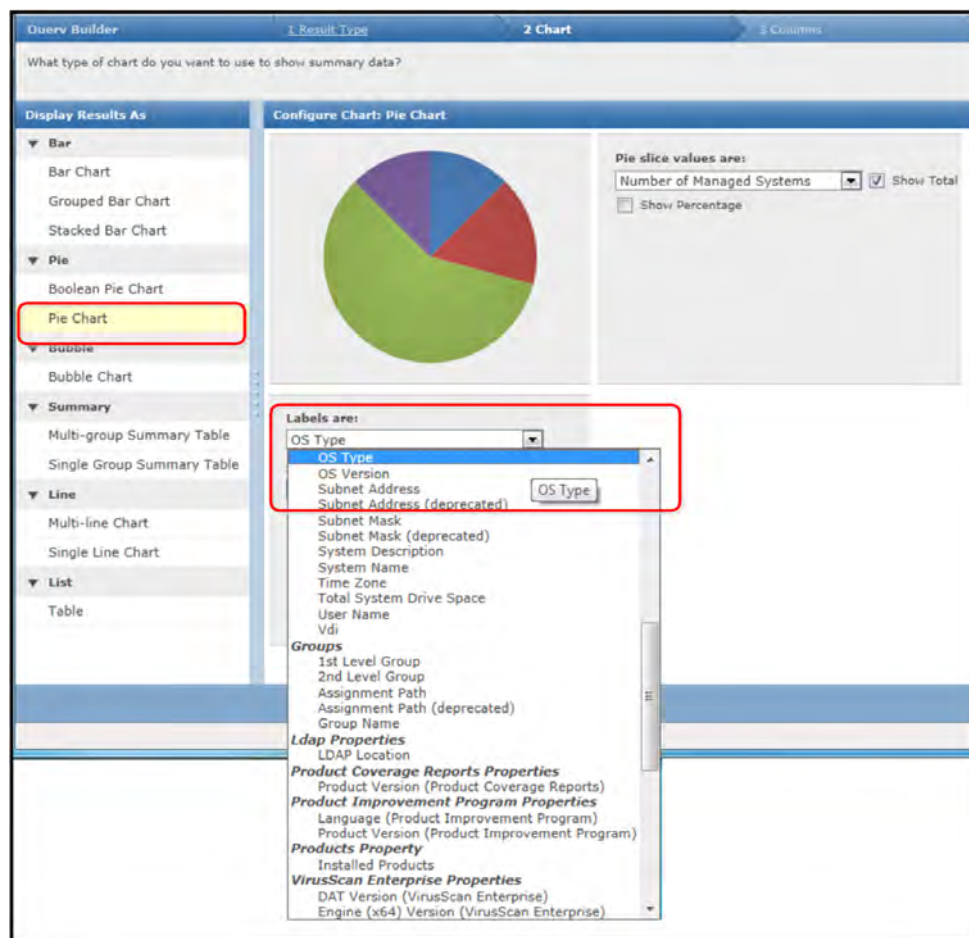 Query Builder
1 Result Type
2 Chart
3 Columns
What type of chart do you want to use to show summary data?
Display Results As
Configure Chart: Pie Chart
Bar
Bar Chart
Grouped Bar Chart
Stacked Bar Chart
Pie
Boolean Pie Chart
Pie Chart
Bubble
Bubble Chart
Summary
Multi-group Summary Table
Single Group Summary Table
Line
Multi-line Chart
Single Line Chart
List
Table
Pie slice values are:
Number of Managed Systems
Show Total
Show Percentage
Labels are:
OS Type
OS Type
OS Version
Subnet Address
OS Type
Subnet Address (deprecated)
Subnet Mask
Subnet Mask (deprecated)
System Description
System Name
Time Zone
Total System Drive Space
User Name
Vdi
Groups
1st Level Group
2nd Level Group
Assignment Path
Assignment Path (deprecated)
Group Name
Ldap Properties
LDAP Location
Product Coverage Reports Properties
Product Version (Product Coverage Reports)
Product Improvement Program Properties
Language (Product Improvement Program)
Product Version (Product Improvement Program)
Products Property
Installed Products
VirusScan Enterprise Properties
DAT Version (VirusScan Enterprise)
Engine (x64) Version (VirusScan Enterprise)